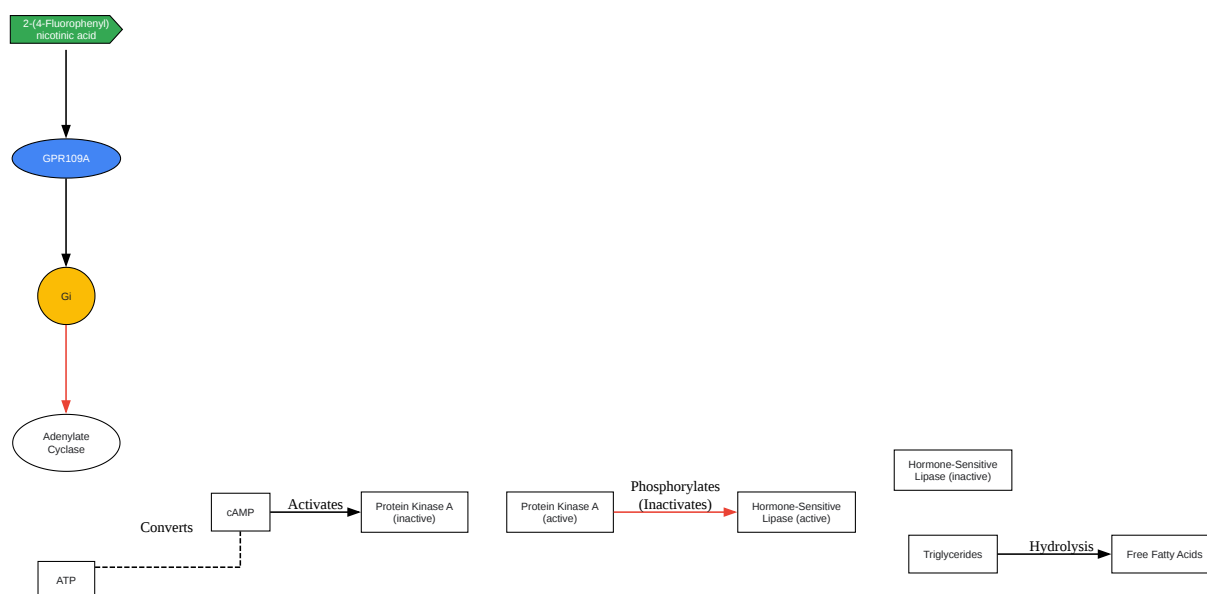 2-(4-Fluorophenyl)
nicotinic acid
GPR109A
Gi
Adenylate
Cyclase
Converts
ATP
cAMP
Activates
Protein Kinase A
(inactive)
Protein Kinase A
(active)
Phosphorylates
(Inactivates)
Hormone-Sensitive
Lipase (active)
Hormone-Sensitive
Lipase (inactive)
Triglycerides
Hydrolysis
Free Fatty Acids